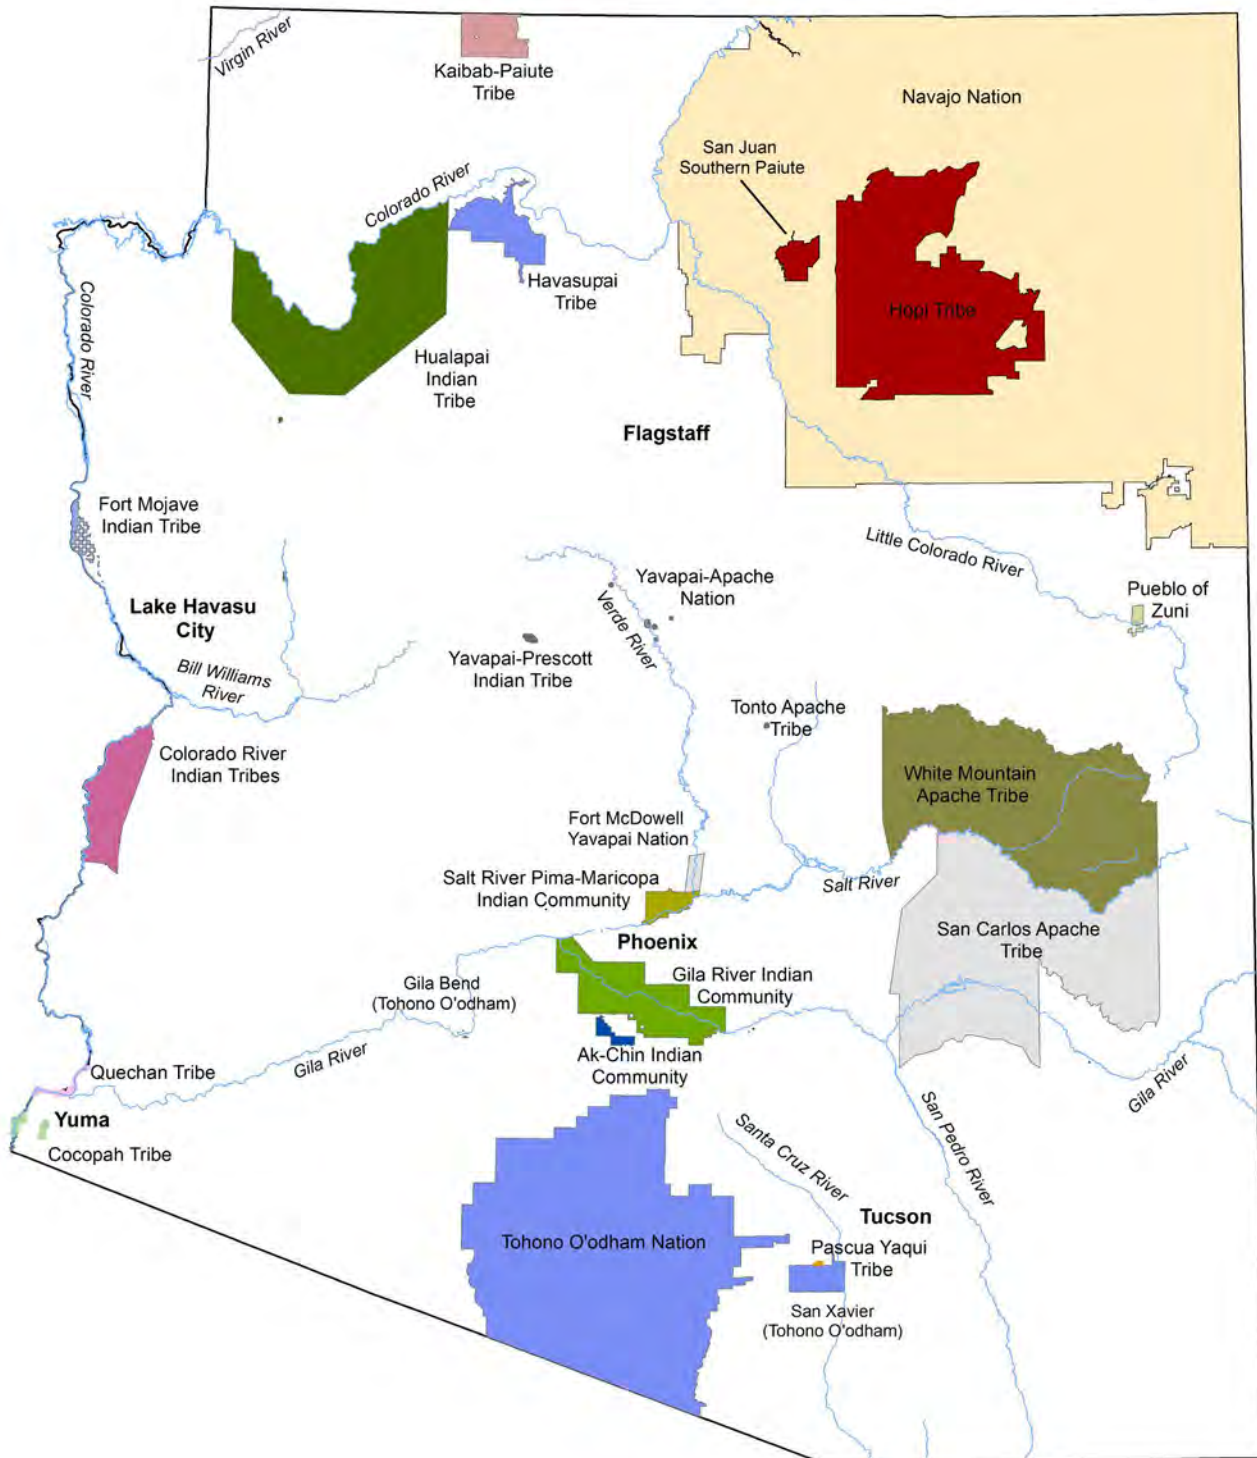 Virgin River
Kaibab-Paiute
Tribe
Navajo Nation
San Juan
Southern Paiute
Colorado River
Havasupai
Tribe
Hopi Tribe
Colorado River
Hualapai
Indian
Tribe
Flagstaff
Fort Mojave
Indian Tribe
Little Colorado River
Yavapai-Apache
Nation
Pueblo of
Zuni
Lake Havasu
City
Verde River
Yavapai-Prescott
Indian Tribe
Bill Williams
River
Tonto Apache
Tribe
Colorado River
Indian Tribes
White Mountain
Apache Tribe
Fort McDowell
Yavapai Nation
Salt River Pima-Maricopa
Indian Community
Salt River
San Carlos Apache
Tribe
Phoenix
Gila River Indian
Community
Gila Bend
(Tohono O'odham)
Ak-Chin Indian
Community
Gila River
Quechan Tribe
Gila River
Yuma
Cocopah Tribe
San Pedro River
Santa Cruz River
Tucson
Tohono O'odham Nation
Pascua Yaqui
Tribe
San Xavier
(Tohono O'odham)